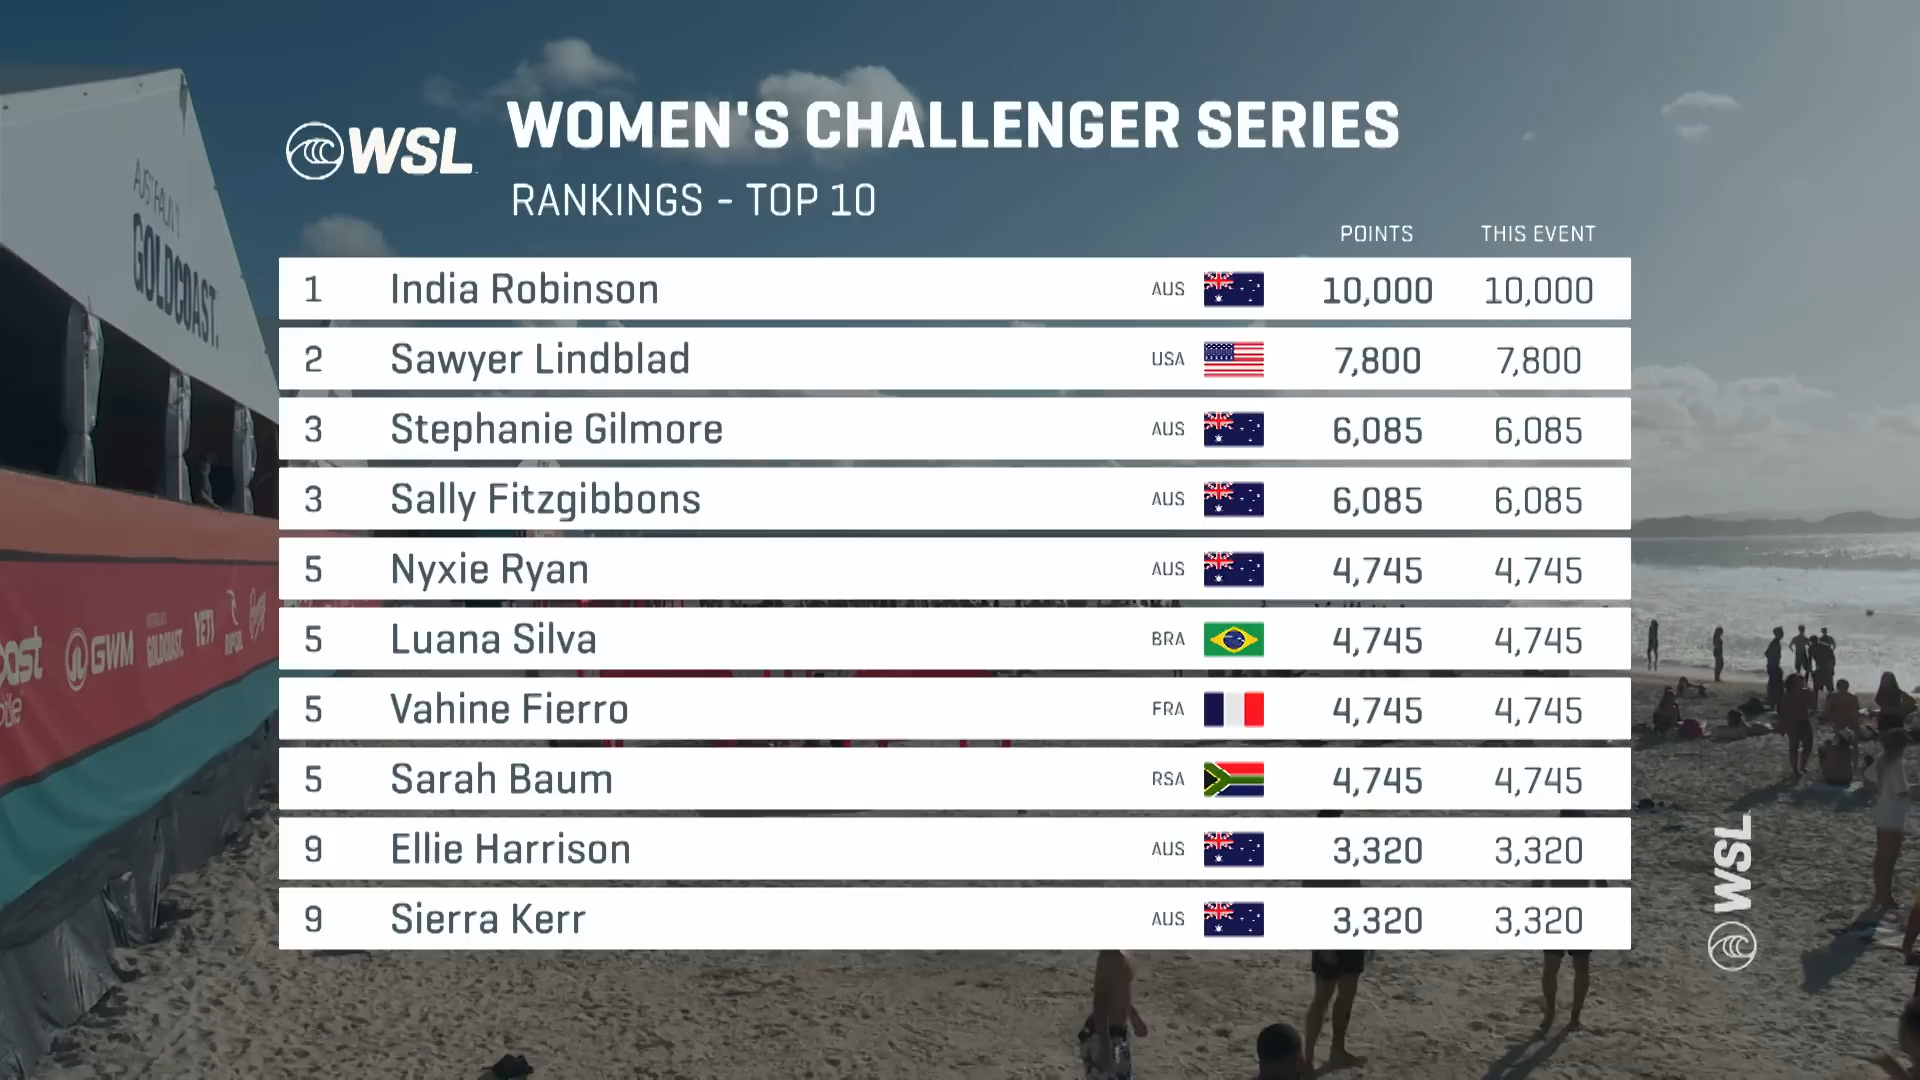 WSL
WOMEN'S CHALLENGER SERIES
RANKINGS - TOP 10
POINTS THIS EVENT
1 India Robinson AUS 10,000 10,000
2 Sawyer Lindblad USA 7,800 7,800
3 Stephanie Gilmore AUS 6,085 6,085
3 Sally Fitzgibbons AUS 6,085 6,085
5 Nyxie Ryan AUS 4,745 4,745
5 Luana Silva BRA 4,745 4,745
5 Vahine Fierro FRA 4,745 4,745
5 Sarah Baum RSA 4,745 4,745
9 Ellie Harrison AUS 3,320 3,320
9 Sierra Kerr AUS 3,320 3,320
GOLDCOAST.
GWM
GOLDCOAST.
YETI
RIP CURL
WSL